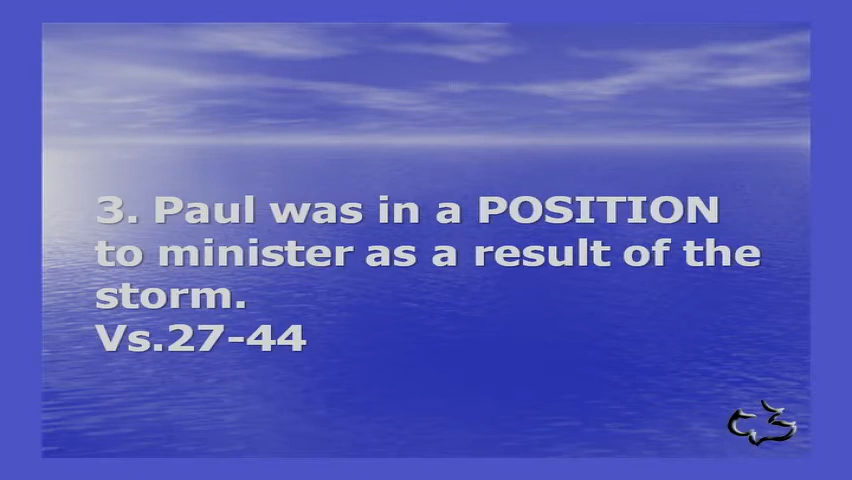 3. Paul was in a POSITION
to minister as a result of the
storm.
Vs.27-44